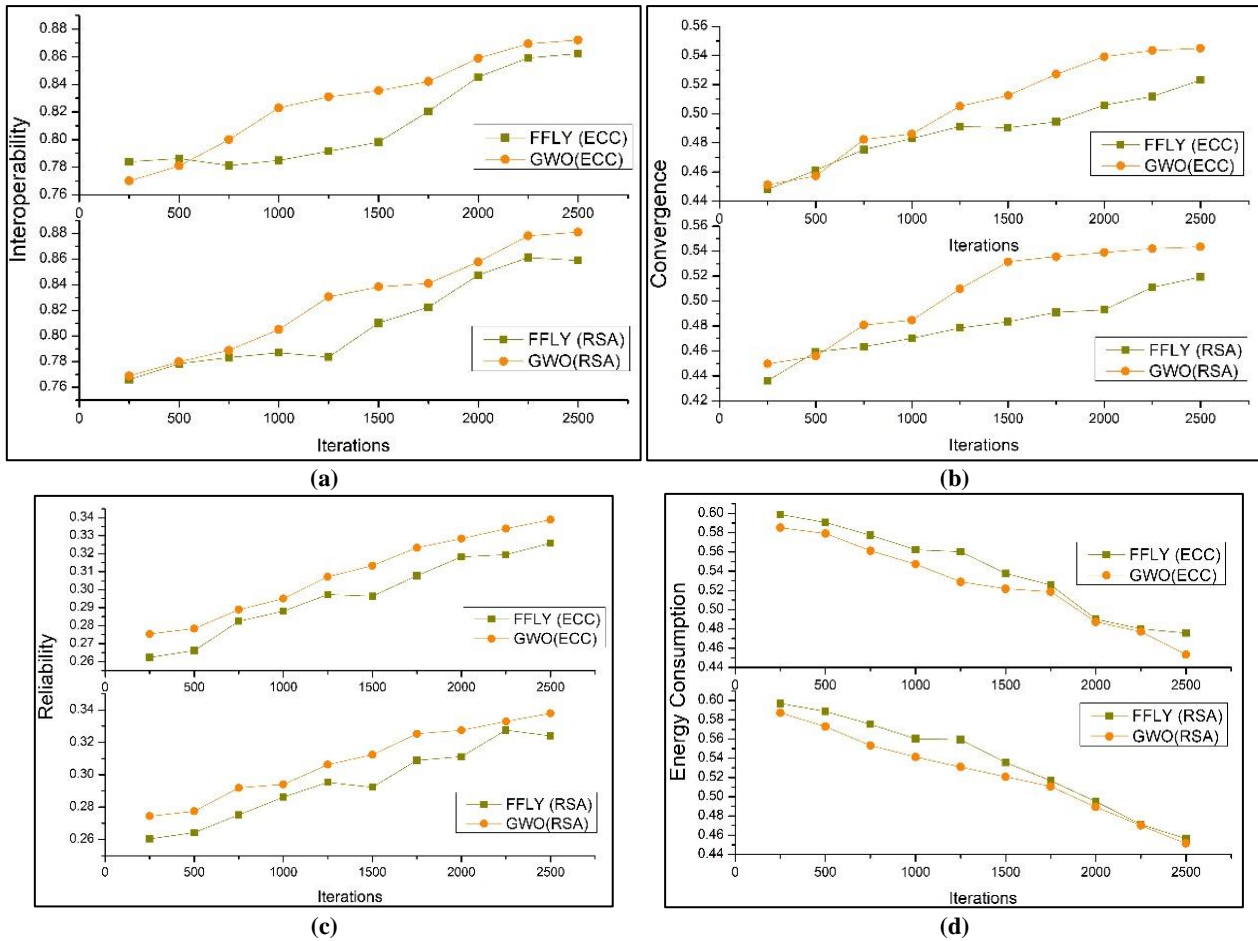 Interoperability
0.88
0.86
0.84
0.82
0.80
0.78
0.76
FFLY (ECC)
GWO(ECC)
0 500 1000 1500 2000 2500
0.88
0.86
0.84
0.82
0.80
0.78
0.76
FFLY (RSA)
GWO(RSA)
0 500 1000 1500 2000 2500
Iterations
(a)
Convergence
0.56
0.54
0.52
0.50
0.48
0.46
0.44
FFLY (ECC)
GWO(ECC)
0 500 1000 1500 2000 2500
Iterations
0.56
0.54
0.52
0.50
0.48
0.46
0.44
0.42
FFLY (RSA)
GWO(RSA)
0 500 1000 1500 2000 2500
Iterations
(b)
Reliability
0.34
0.33
0.32
0.31
0.30
0.29
0.28
0.27
0.26
FFLY (ECC)
GWO(ECC)
0 500 1000 1500 2000 2500
0.34
0.32
0.30
0.28
0.26
FFLY (RSA)
GWO(RSA)
0 500 1000 1500 2000 2500
Iterations
(c)
Energy Consumption
0.60
0.58
0.56
0.54
0.52
0.50
0.48
0.46
0.44
FFLY (ECC)
GWO(ECC)
0 500 1000 1500 2000 2500
0.60
0.58
0.56
0.54
0.52
0.50
0.48
0.46
0.44
FFLY (RSA)
GWO(RSA)
0 500 1000 1500 2000 2500
Iterations
(d)